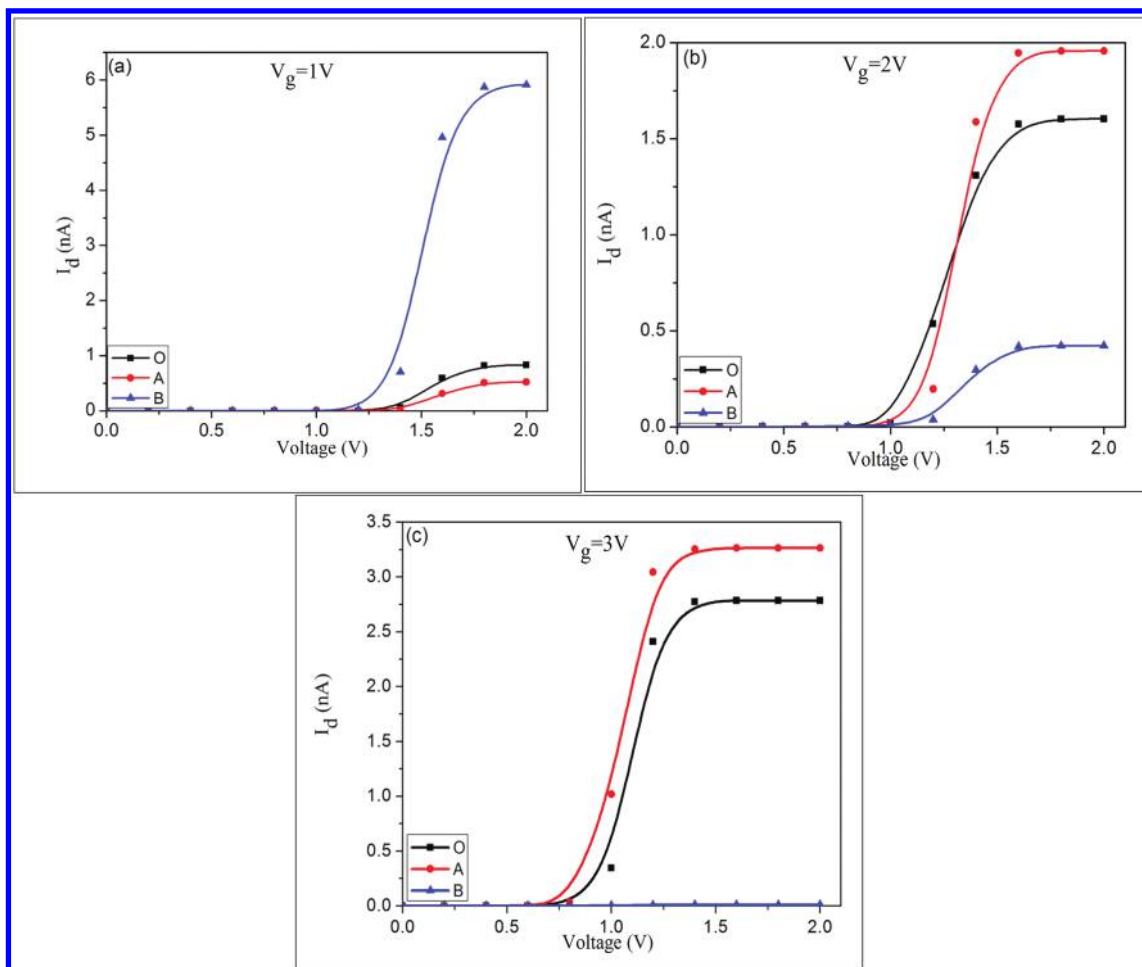 (a)
V_g=1V
6
5
4
3
2
1
0
I_d (nA)
O
A
B
0.0 0.5 1.0 1.5 2.0
Voltage (V)
(b)
V_g=2V
2.0
1.5
1.0
0.5
0.0
I_d (nA)
O
A
B
0.0 0.5 1.0 1.5 2.0
Voltage (V)
(c)
V_g=3V
3.5
3.0
2.5
2.0
1.5
1.0
0.5
0.0
I_d (nA)
O
A
B
0.0 0.5 1.0 1.5 2.0
Voltage (V)